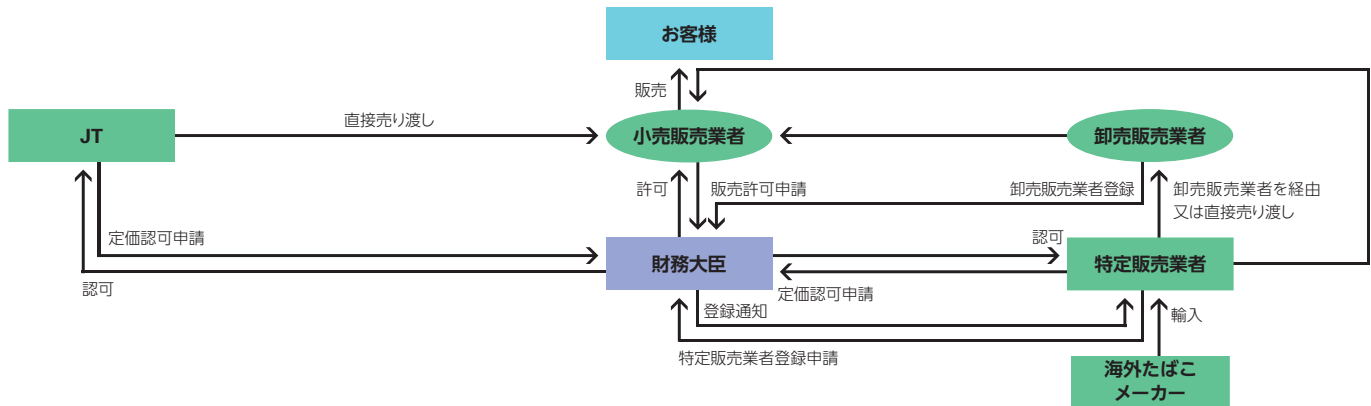 お客様
販売
JT
直接売り渡し
小売販売業者
卸売販売業者
許可
販売許可申請
卸売販売業者登録
卸売販売業者を経由
又は直接売り渡し
定価認可申請
認可
財務大臣
認可
特定販売業者
定価認可申請
登録通知
輸入
特定販売業者登録申請
海外たばこ
メーカー